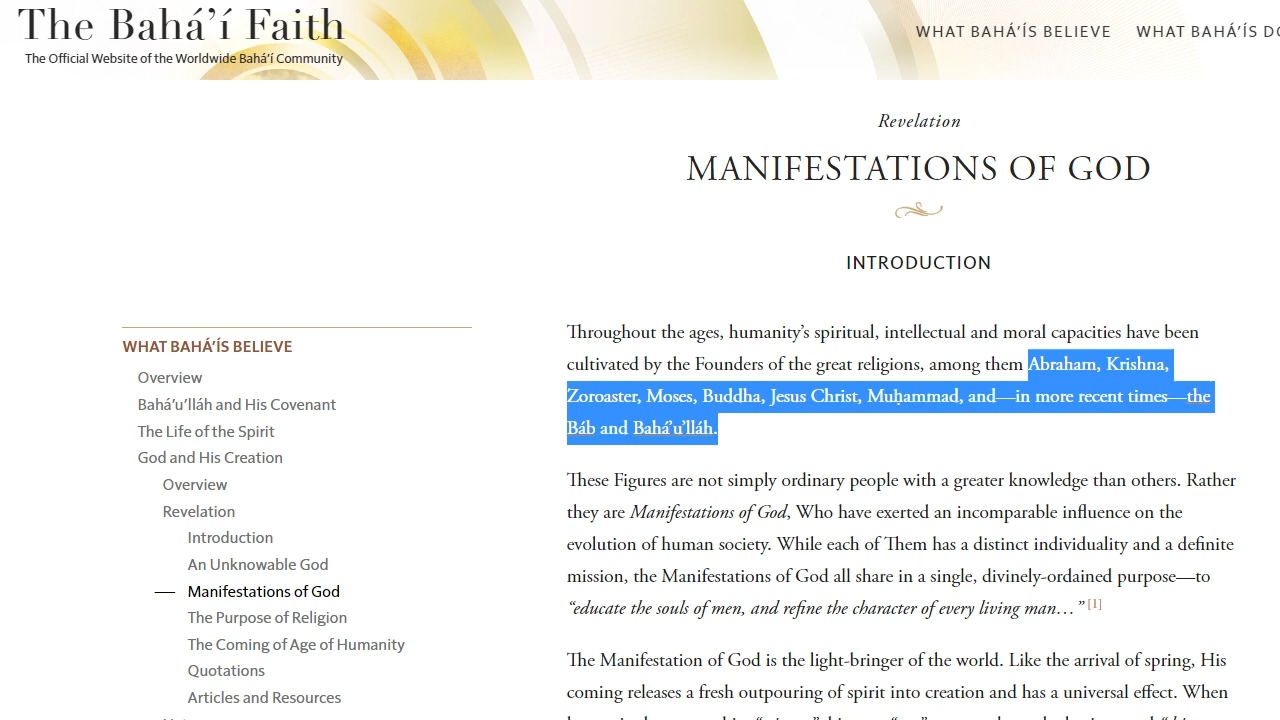 The Bahá’í Faith
The Official Website of the Worldwide Bahá’í Community
WHAT BAHÁ’ÍS BELIEVE
WHAT BAHÁ’ÍS
Revelation
MANIFESTATIONS OF GOD
INTRODUCTION
WHAT BAHÁ’ÍS BELIEVE
Overview
Bahá’u’lláh and His Covenant
The Life of the Spirit
God and His Creation
Overview
Revelation
Introduction
An Unknowable God
Manifestations of God
The Purpose of Religion
The Coming of Age of Humanity
Quotations
Articles and Resources
Throughout the ages, humanity’s spiritual, intellectual and moral capacities have been
cultivated by the Founders of the great religions, among them Abraham, Krishna,
Zoroaster, Moses, Buddha, Jesus Christ, Muḥammad, and—in more recent times—the
Báb and Bahá’u’lláh.
These Figures are not simply ordinary people with a greater knowledge than others. Rather
they are Manifestations of God, Who have exerted an incomparable influence on the
evolution of human society. While each of Them has a distinct individuality and a definite
mission, the Manifestations of God all share in a single, divinely-ordained purpose—to
“educate the souls of men, and refine the character of every living man…” [1]
The Manifestation of God is the light-bringer of the world. Like the arrival of spring, His
coming releases a fresh outpouring of spirit into creation and has a universal effect. When